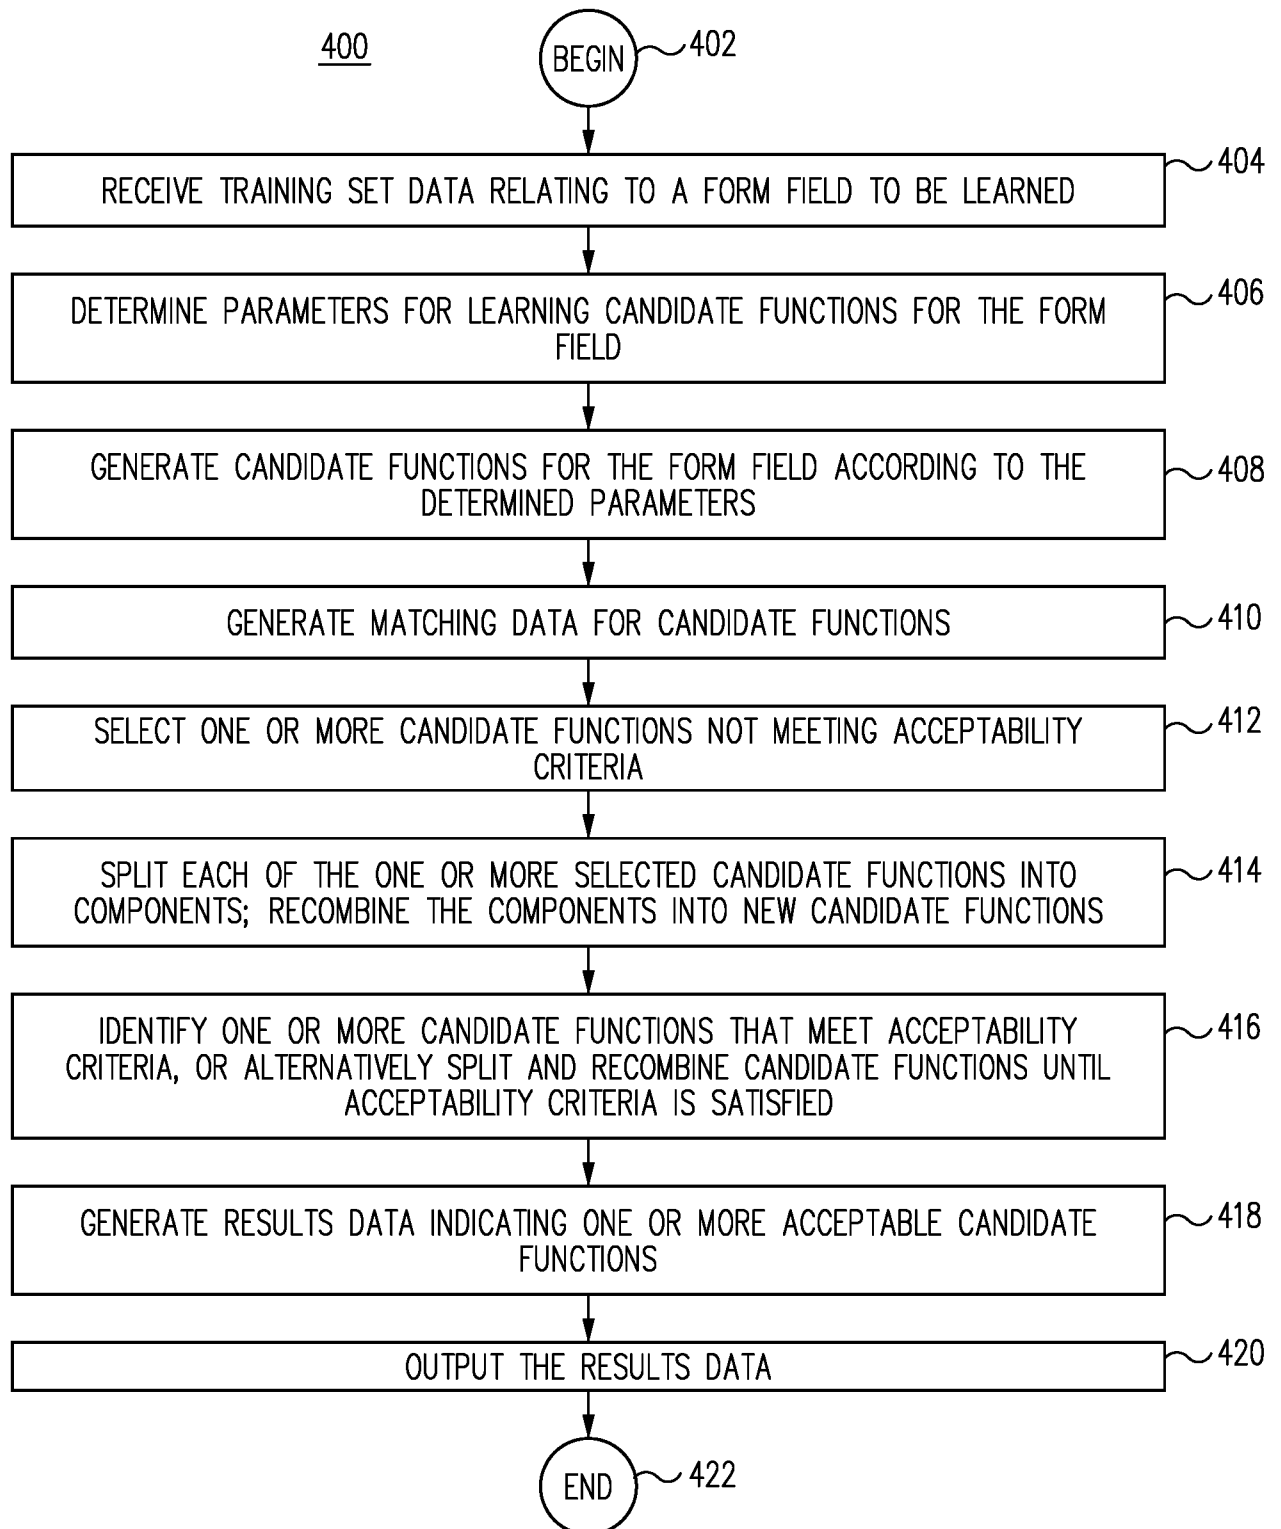 400
BEGIN
402
RECEIVE TRAINING SET DATA RELATING TO A FORM FIELD TO BE LEARNED
404
DETERMINE PARAMETERS FOR LEARNING CANDIDATE FUNCTIONS FOR THE FORM
FIELD
406
GENERATE CANDIDATE FUNCTIONS FOR THE FORM FIELD ACCORDING TO THE
DETERMINED PARAMETERS
408
GENERATE MATCHING DATA FOR CANDIDATE FUNCTIONS
410
SELECT ONE OR MORE CANDIDATE FUNCTIONS NOT MEETING ACCEPTABILITY
CRITERIA
412
SPLIT EACH OF THE ONE OR MORE SELECTED CANDIDATE FUNCTIONS INTO
COMPONENTS; RECOMBINE THE COMPONENTS INTO NEW CANDIDATE FUNCTIONS
414
IDENTIFY ONE OR MORE CANDIDATE FUNCTIONS THAT MEET ACCEPTABILITY
CRITERIA, OR ALTERNATIVELY SPLIT AND RECOMBINE CANDIDATE FUNCTIONS UNTIL
ACCEPTABILITY CRITERIA IS SATISFIED
416
GENERATE RESULTS DATA INDICATING ONE OR MORE ACCEPTABLE CANDIDATE
FUNCTIONS
418
OUTPUT THE RESULTS DATA
420
END
422